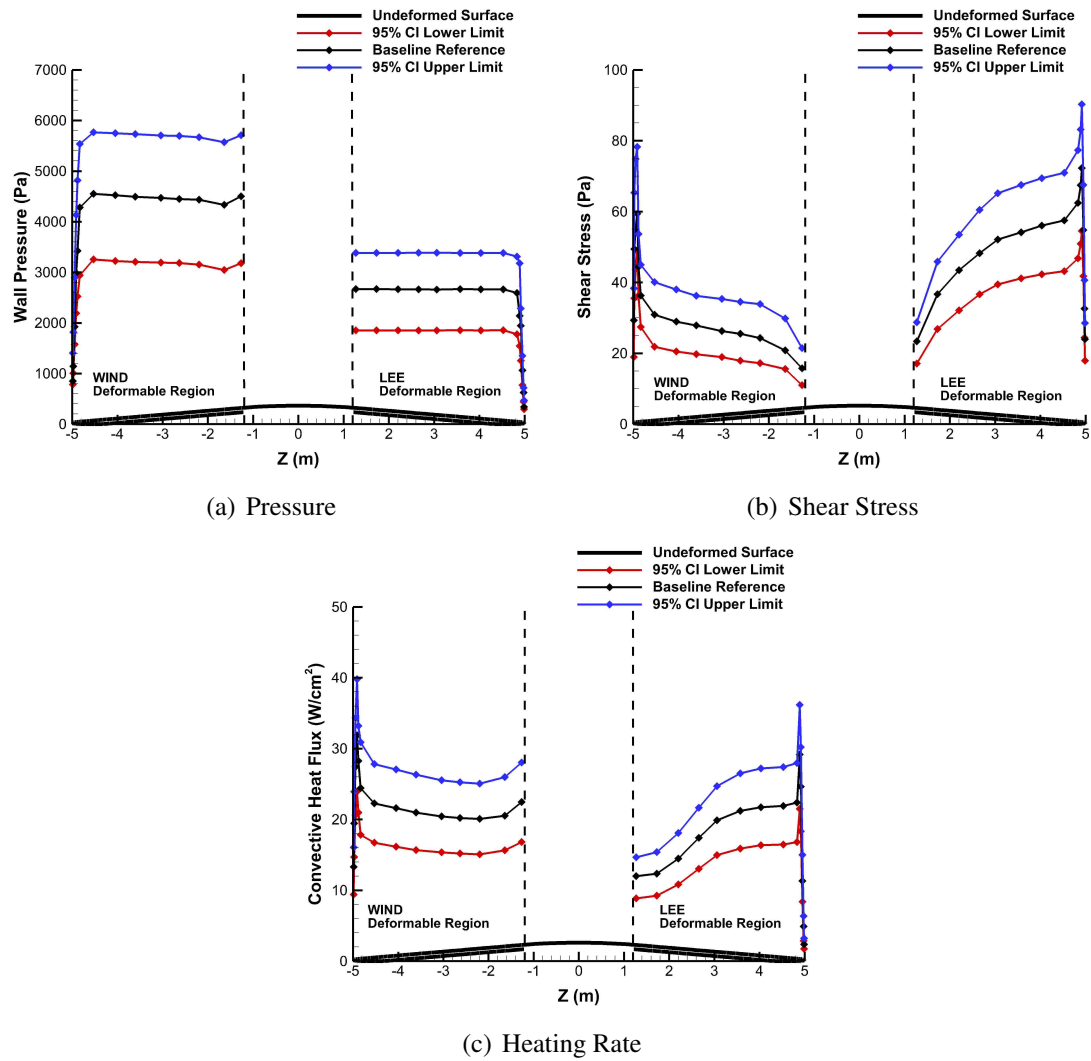 Undeformed Surface
95% CI Lower Limit
Baseline Reference
95% CI Upper Limit
7000
6000
5000
4000
3000
2000
1000
0
Wall Pressure (Pa)
WIND
Deformable Region
LEE
Deformable Region
-5 -4 -3 -2 -1 0 1 2 3 4 5
Z (m)
(a) Pressure
Undeformed Surface
95% CI Lower Limit
Baseline Reference
95% CI Upper Limit
100
80
60
40
20
0
Shear Stress (Pa)
WIND
Deformable Region
LEE
Deformable Region
-5 -4 -3 -2 -1 0 1 2 3 4 5
Z (m)
(b) Shear Stress
Undeformed Surface
95% CI Lower Limit
Baseline Reference
95% CI Upper Limit
50
40
30
20
10
0
Convective Heat Flux (W/cm²)
WIND
Deformable Region
LEE
Deformable Region
-5 -4 -3 -2 -1 0 1 2 3 4 5
Z (m)
(c) Heating Rate